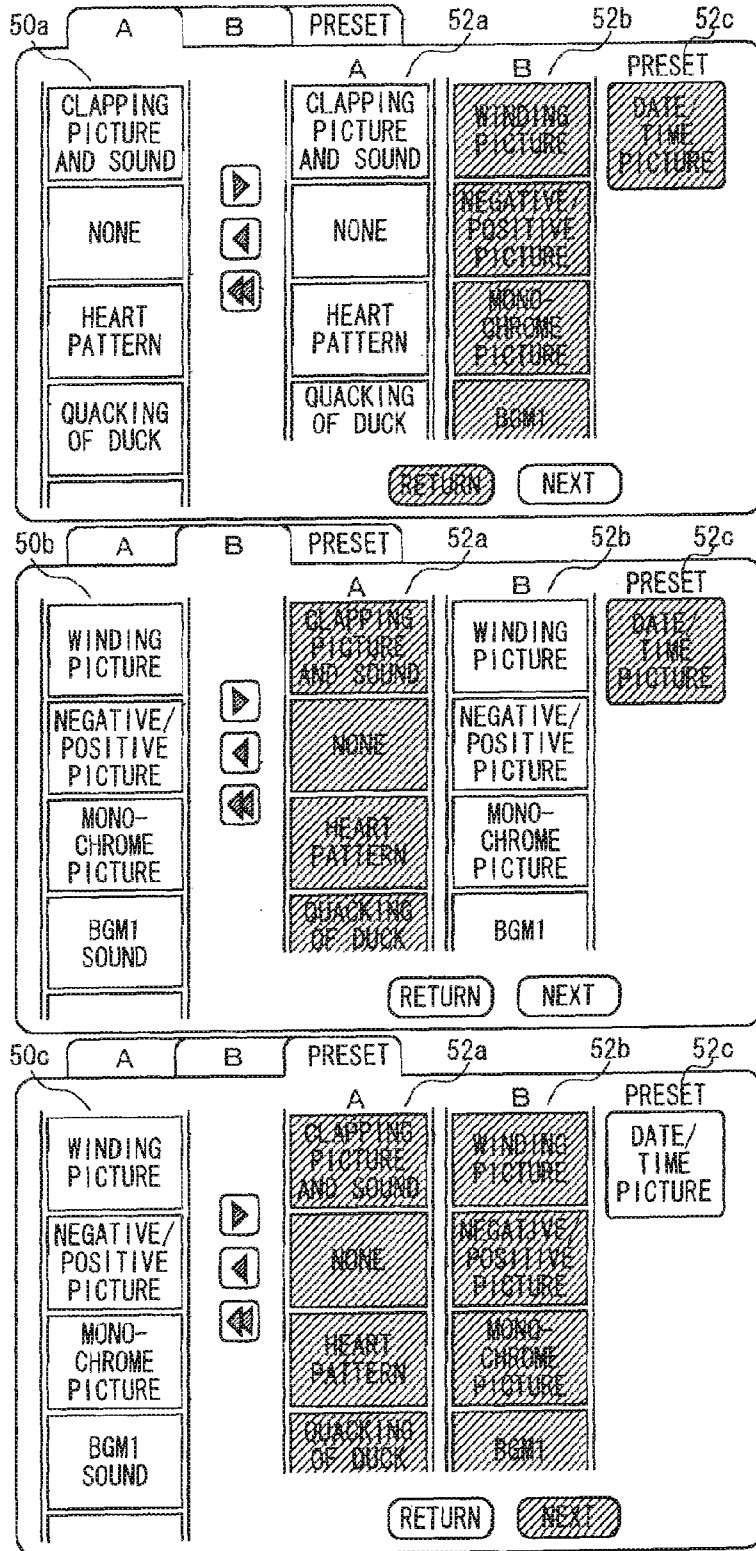 50a A B PRESET 52a 52b 52c
A B PRESET
CLAPPING
PICTURE
AND SOUND
NONE
HEART
PATTERN
QUACKING
OF DUCK
CLAPPING
PICTURE
AND SOUND
NONE
HEART
PATTERN
QUACKING
OF DUCK
WINDING
PICTURE
NEGATIVE/
POSITIVE
PICTURE
MONO-
CHROME
PICTURE
BGM1
DATE/
TIME
PICTURE
RETURN NEXT
50b A B PRESET 52a 52b 52c
A B PRESET
WINDING
PICTURE
NEGATIVE/
POSITIVE
PICTURE
MONO-
CHROME
PICTURE
BGM1
SOUND
CLAPPING
PICTURE
AND SOUND
NONE
HEART
PATTERN
QUACKING
OF DUCK
WINDING
PICTURE
NEGATIVE/
POSITIVE
PICTURE
MONO-
CHROME
PICTURE
BGM1
DATE/
TIME
PICTURE
RETURN NEXT
50c A B PRESET 52a 52b 52c
A B PRESET
WINDING
PICTURE
NEGATIVE/
POSITIVE
PICTURE
MONO-
CHROME
PICTURE
BGM1
SOUND
CLAPPING
PICTURE
AND SOUND
NONE
HEART
PATTERN
QUACKING
OF DUCK
WINDING
PICTURE
NEGATIVE/
POSITIVE
PICTURE
MONO-
CHROME
PICTURE
BGM1
DATE/
TIME
PICTURE
RETURN NEXT